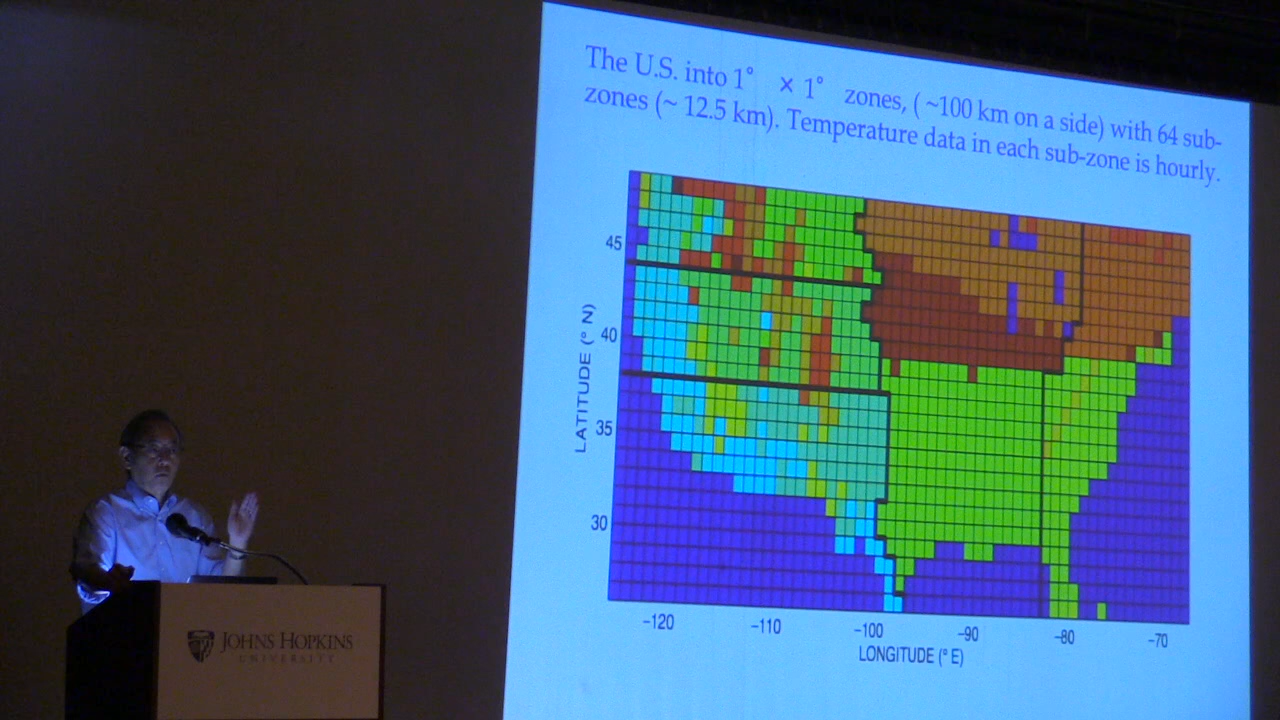 The U.S. into 1° × 1° zones, ( ~100 km on a side) with 64 sub-
zones (~ 12.5 km). Temperature data in each sub-zone is hourly.
45
40
35
30
LATITUDE (° N)
-120 -110 -100 -90 -80 -70
LONGITUDE (° E)
JOHNS HOPKINS
UNIVERSITY